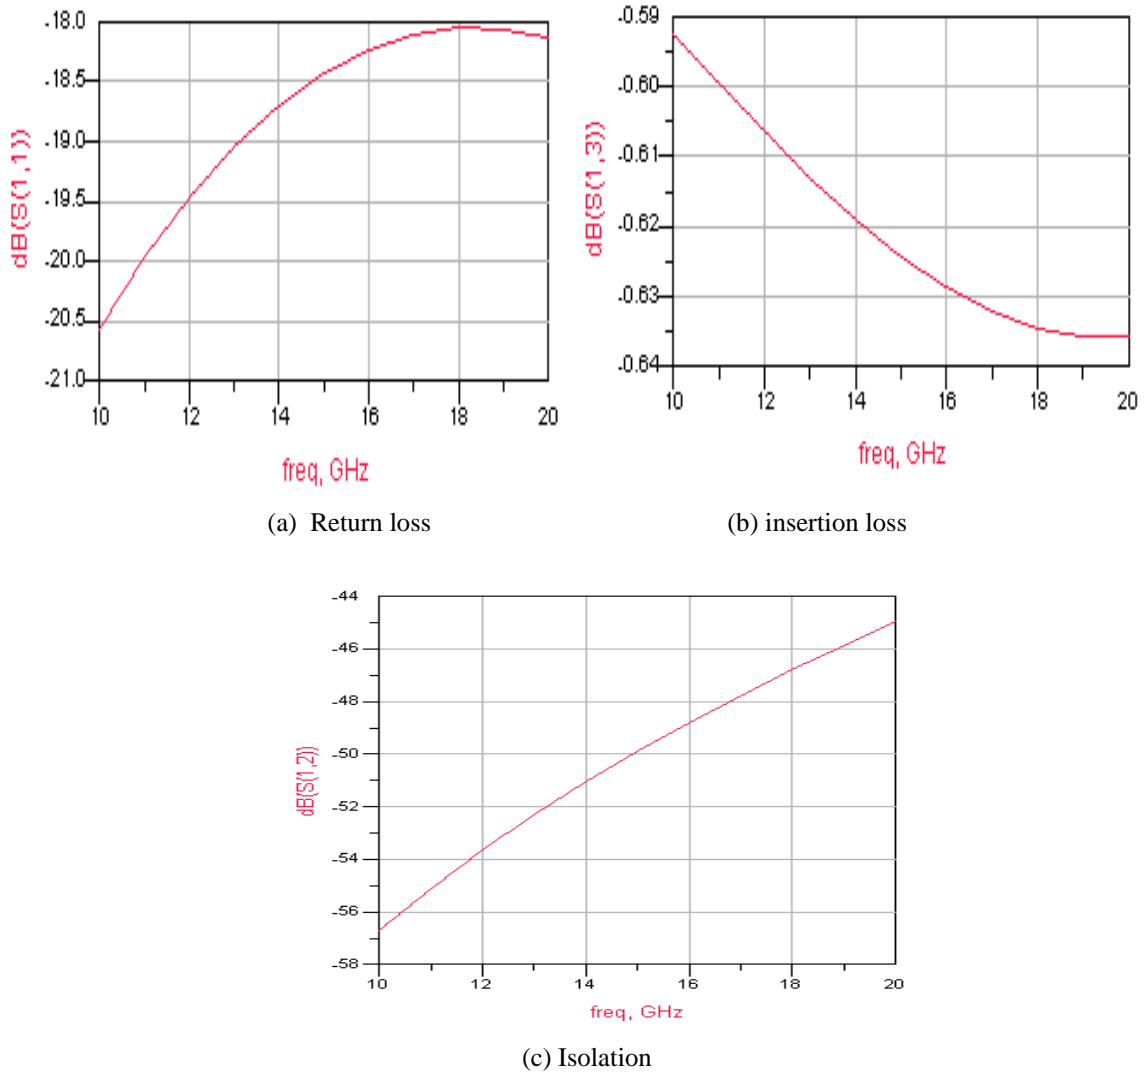 -18.0
-18.5
-19.0
-19.5
-20.0
-20.5
-21.0
dB(S(1,1))
10 12 14 16 18 20
freq, GHz
(a) Return loss
-0.59
-0.60
-0.61
-0.62
-0.63
-0.64
dB(S(1,3))
10 12 14 16 18 20
freq, GHz
(b) insertion loss
-44
-46
-48
-50
-52
-54
-56
-58
dB(S(1,2))
10 12 14 16 18 20
freq, GHz
(c) Isolation